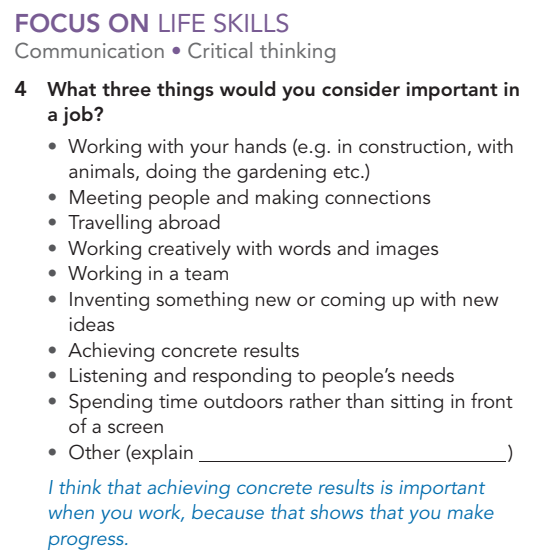 FOCUS ON LIFE SKILLS
Communication • Critical thinking
4 What three things would you consider important in
a job?
• Working with your hands (e.g. in construction, with
animals, doing the gardening etc.)
• Meeting people and making connections
• Travelling abroad
• Working creatively with words and images
• Working in a team
• Inventing something new or coming up with new
ideas
• Achieving concrete results
• Listening and responding to people’s needs
• Spending time outdoors rather than sitting in front
of a screen
• Other (explain ______________________________)
I think that achieving concrete results is important
when you work, because that shows that you make
progress.